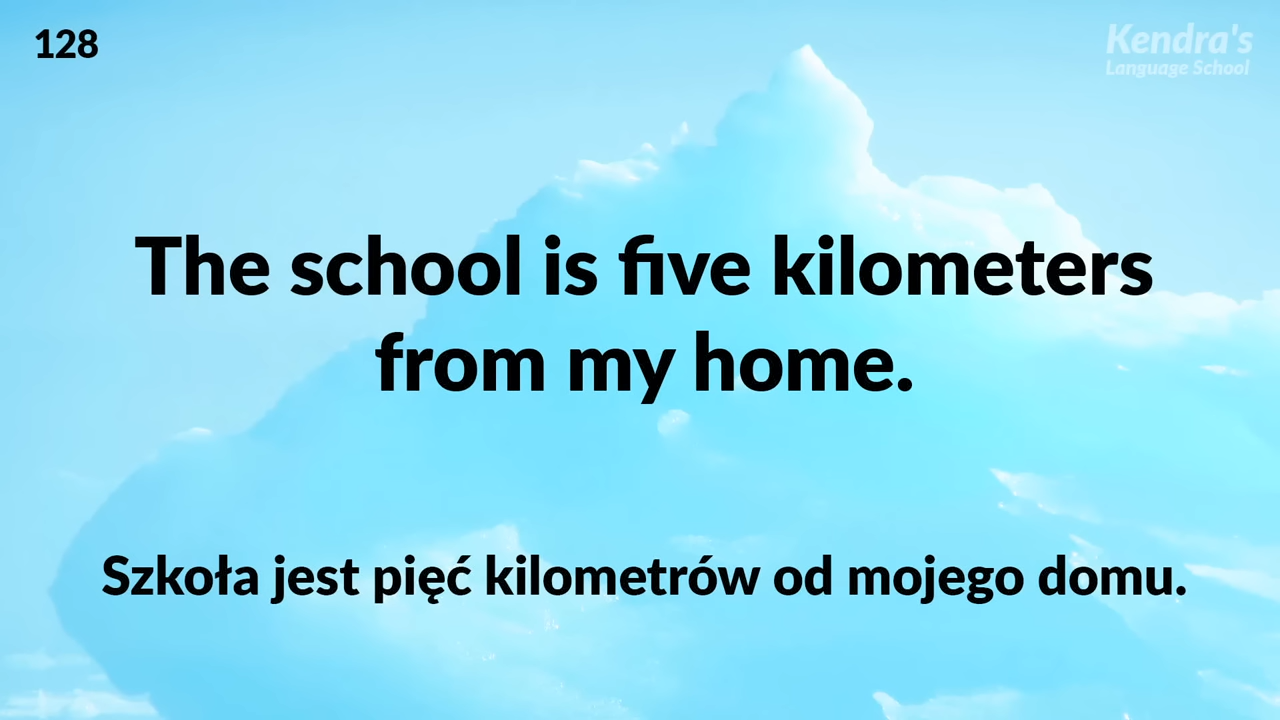 128
Kendra's
Language School
The school is five kilometers
from my home.
Szkoła jest pięć kilometrów od mojego domu.